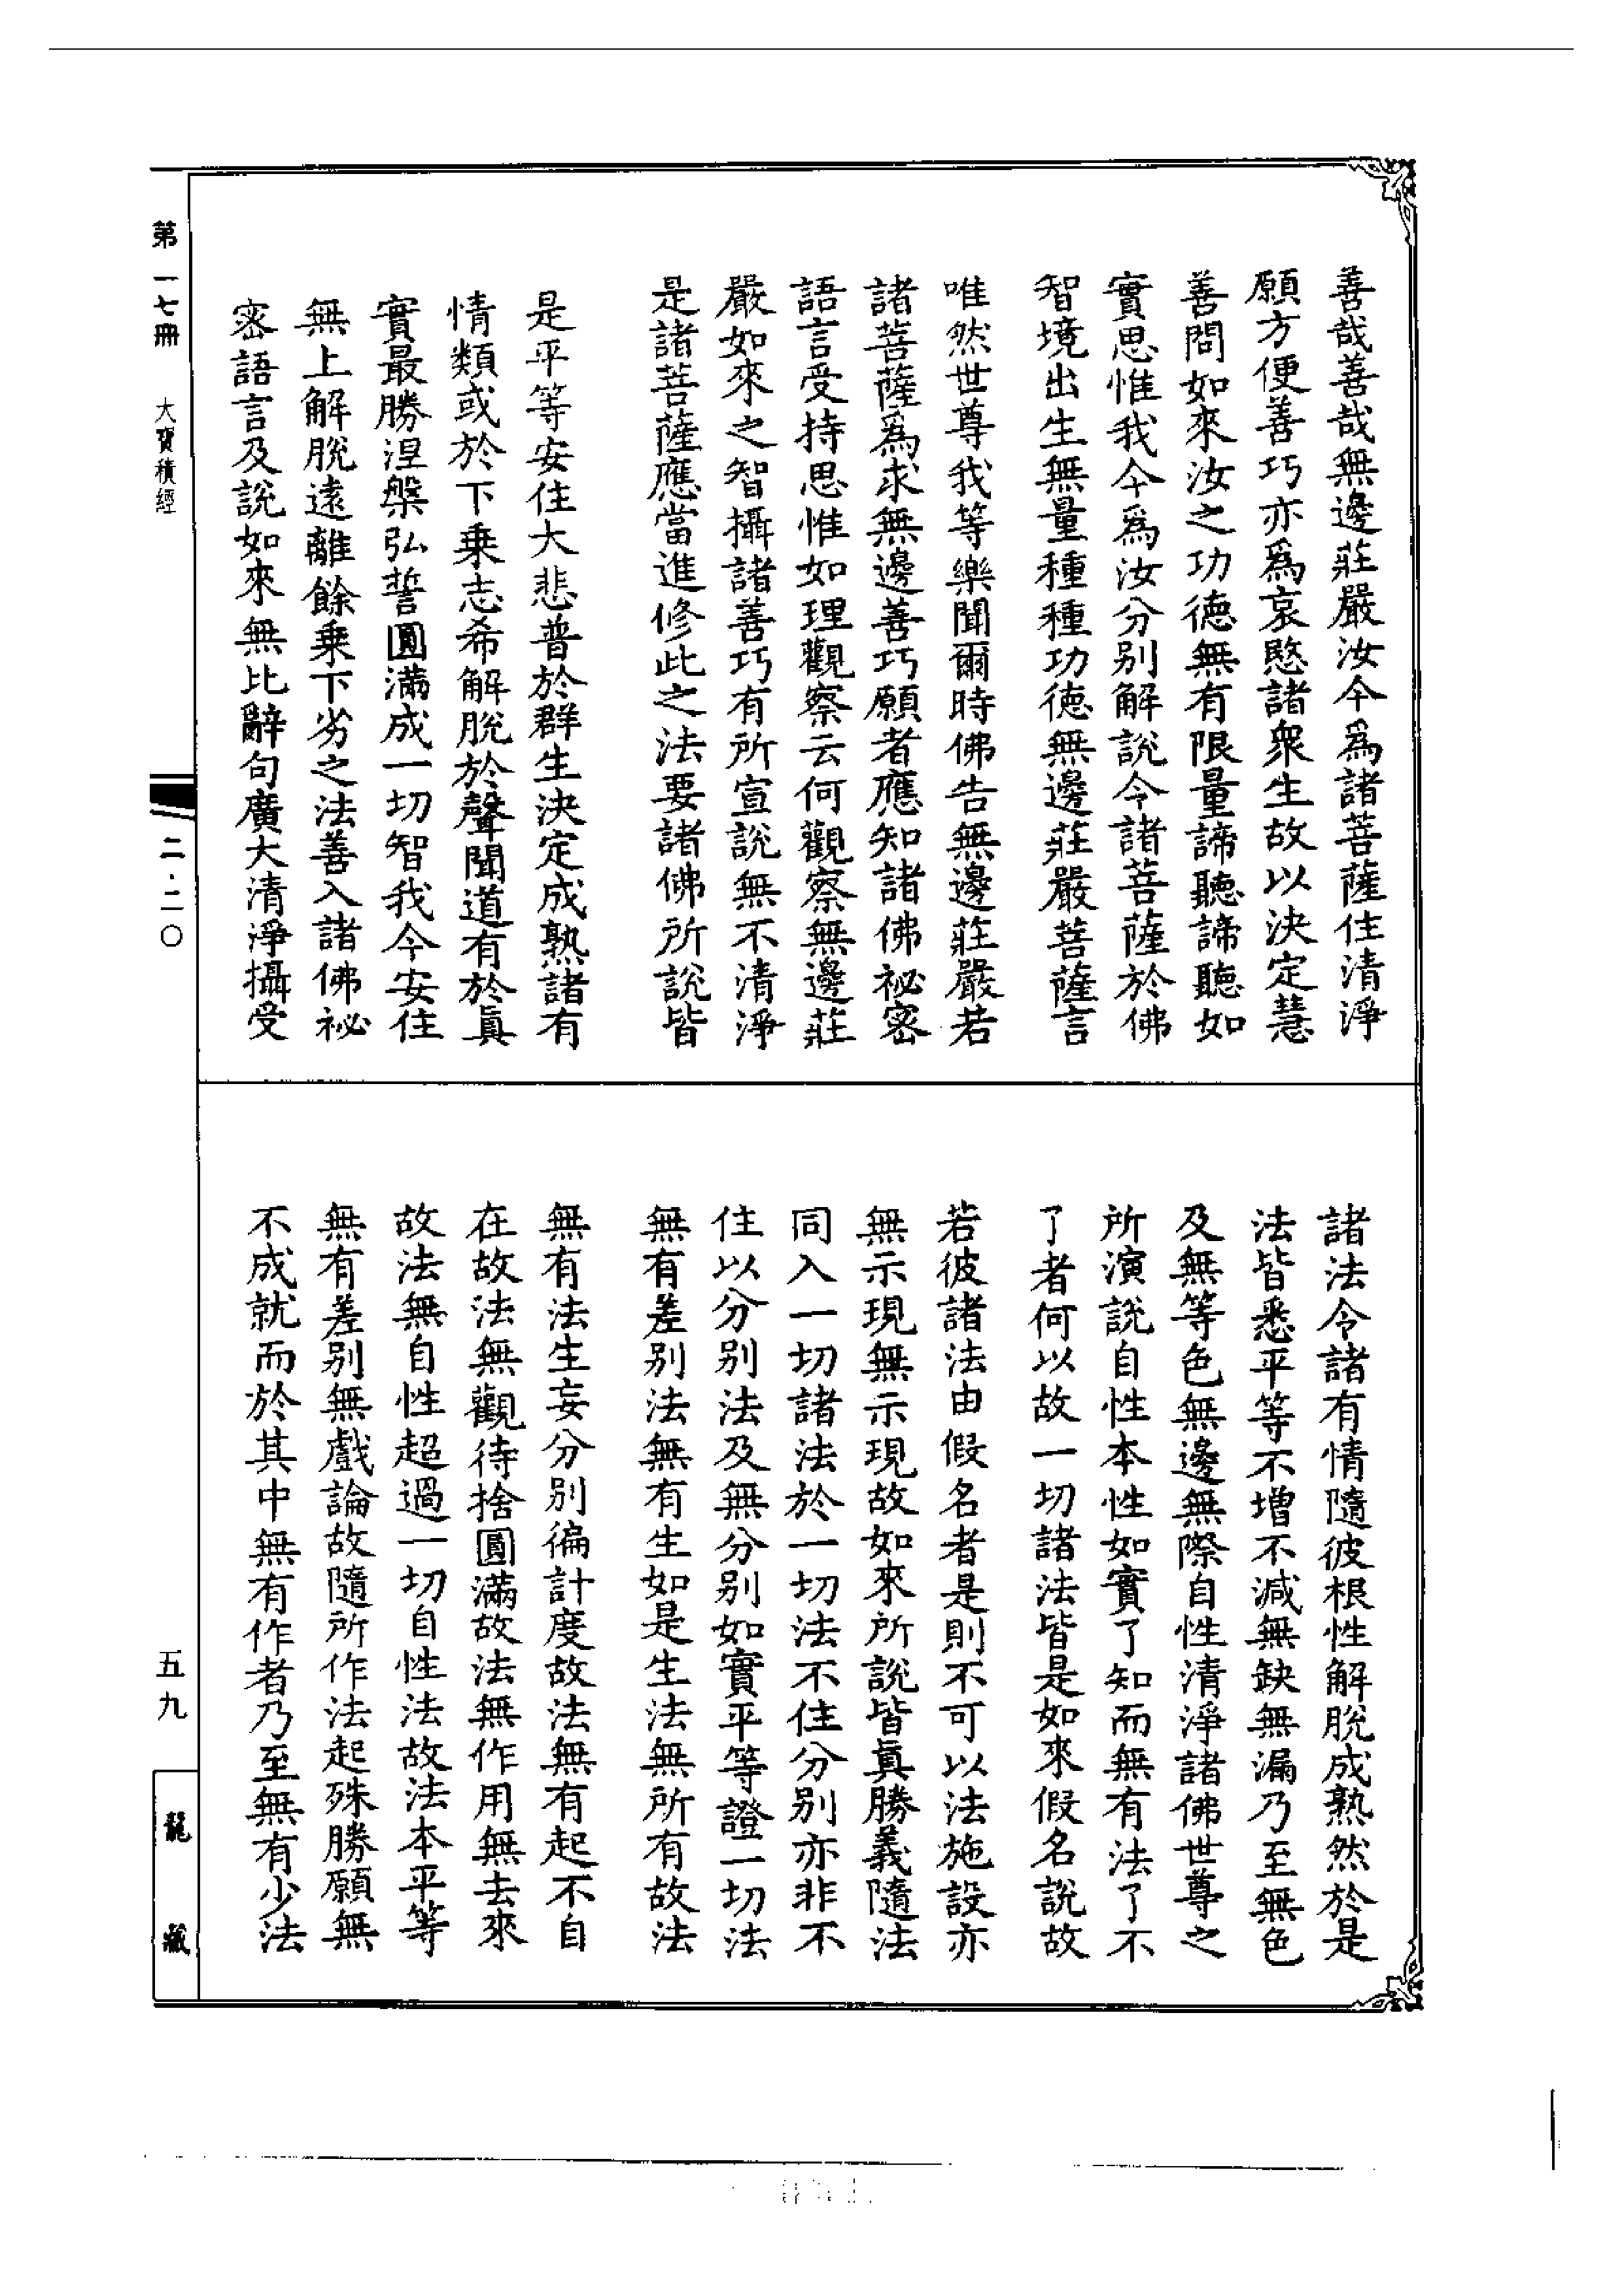 善哉善哉無邊莊嚴汝今爲諸菩薩住清淨
願方便善巧亦爲哀愍諸衆生故以決定慧
善問如來汝之功德無有限量諦聽諦聽如
實思惟我今爲汝分别解說今諸菩薩於佛
智境出生無量種種功德無邊莊嚴菩薩言
唯然世尊我等樂聞爾時佛告無邊莊嚴若
諸菩薩爲求無邊善巧願者應知諸佛祕密
語言受持思惟如理觀察云何觀察無邊莊
嚴如來之智攝諸善巧有所宣說無不清淨
是諸菩薩應當進修此之法要諸佛所說皆
是平等安住大悲普於群生決定成熟諸有
情類或於下乗志希解脫於聲聞道有於眞
實最勝涅槃弘誓圓滿成一切智我今安住
無上解脫遠離餘乗下劣之法善入諸佛祕
密語言及說如來無比辭句廣大清淨攝受
諸法令諸有情隨彼根性解脫成熟然於是
法皆悉平等不增不減無缺無漏乃至無色
及無等色無邊無際自性清淨諸佛世尊之
所演說自性本性如實了知而無有法了不
了者何以故一切諸法皆是如來假名說故
若彼諸法由假名者是則不可以法施設亦
無示現無示現故如來所說皆眞勝義隨法
同入一切諸法於一切法不住分别亦非不
住以分别法及無分别如實平等證一切法
無有差别法無有生如是生法無所有故法
無有法生妄分别徧計度故法無有起不自
在故法無觀待捨圓滿故法無作用無去來
故法無自性超過一切自性法故法本平等
無有差别無戲論故隨所作法起殊勝願無
不成就而於其中無有作者乃至無有少法
第一七冊 大寶積經
二·二〇
五九
龍藏